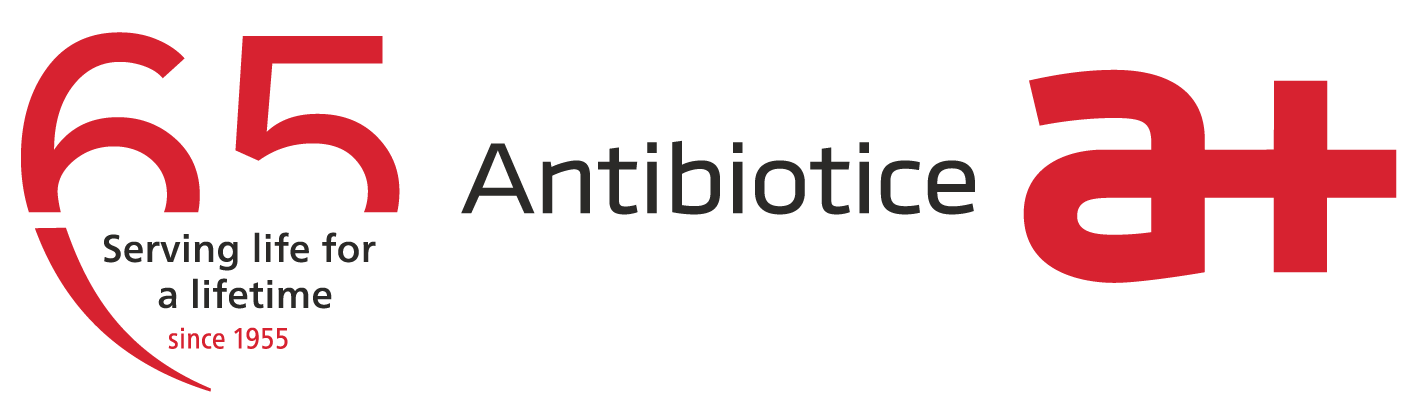 65
Serving life for
a lifetime
since 1955
Antibiotice
a+